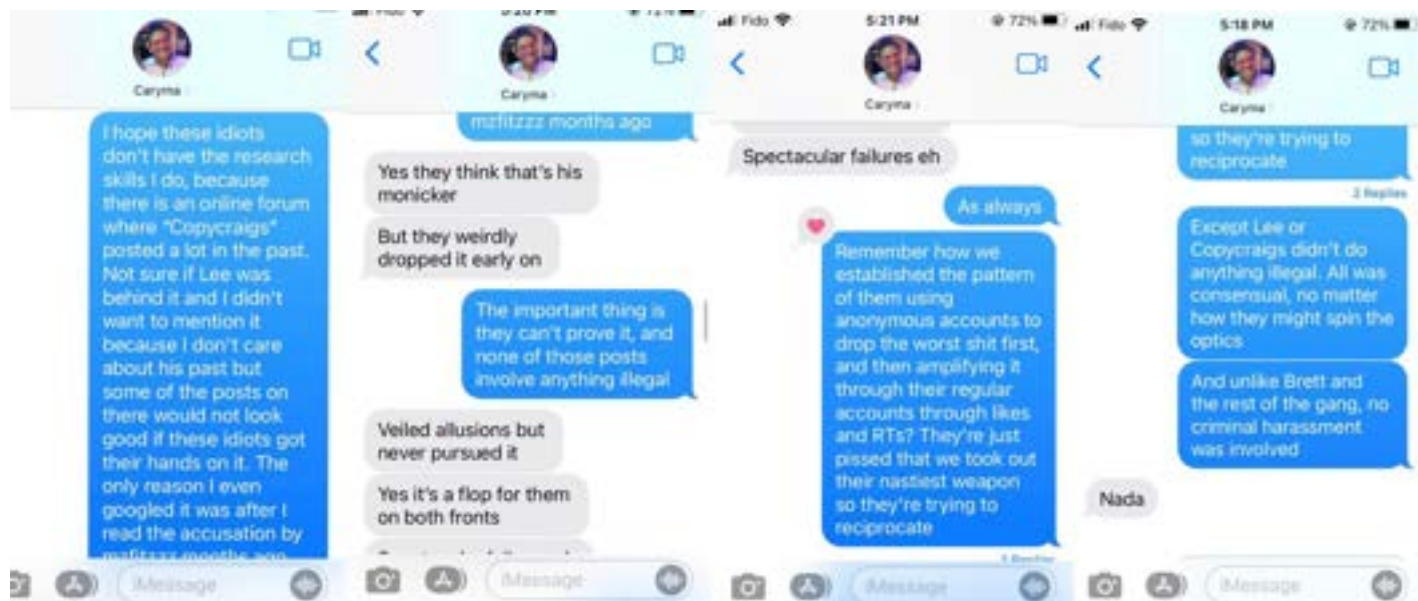 Caryma
I hope these idiots
don't have the research
skills I do, because
there is an online forum
where "Copycraigs"
posted a lot in the past.
Not sure if Lee was
behind it and I didn't
want to mention it
because I don't care
about his past but
some of the posts on
there would not look
good if these idiots got
their hands on it. The
only reason I even
googled it was after I
read the accusation by
mzfitzzz months ago
iMessage
5:20 PM
72%
Caryma
mzfitzzz months ago
Yes they think that's his
monicker
But they weirdly
dropped it early on
The important thing is
they can't prove it, and
none of those posts
involve anything illegal
Veiled allusions but
never pursued it
Yes it's a flop for them
on both fronts
iMessage
Fido
5:21 PM
72%
Caryma
Spectacular failures eh
As always
Remember how we
established the pattern
of them using
anonymous accounts to
drop the worst shit first,
and then amplifying it
through their regular
accounts through likes
and RTs? They're just
pissed that we took out
their nastiest weapon
so they're trying to
reciprocate
iMessage
Fido
5:18 PM
72%
Caryma
so they're trying to
reciprocate
2 Replies
Except Lee or
Copycraigs didn't do
anything illegal. All was
consensual, no matter
how they might spin the
optics
And unlike Brett and
the rest of the gang, no
criminal harassment
was involved
Nada
iMessage